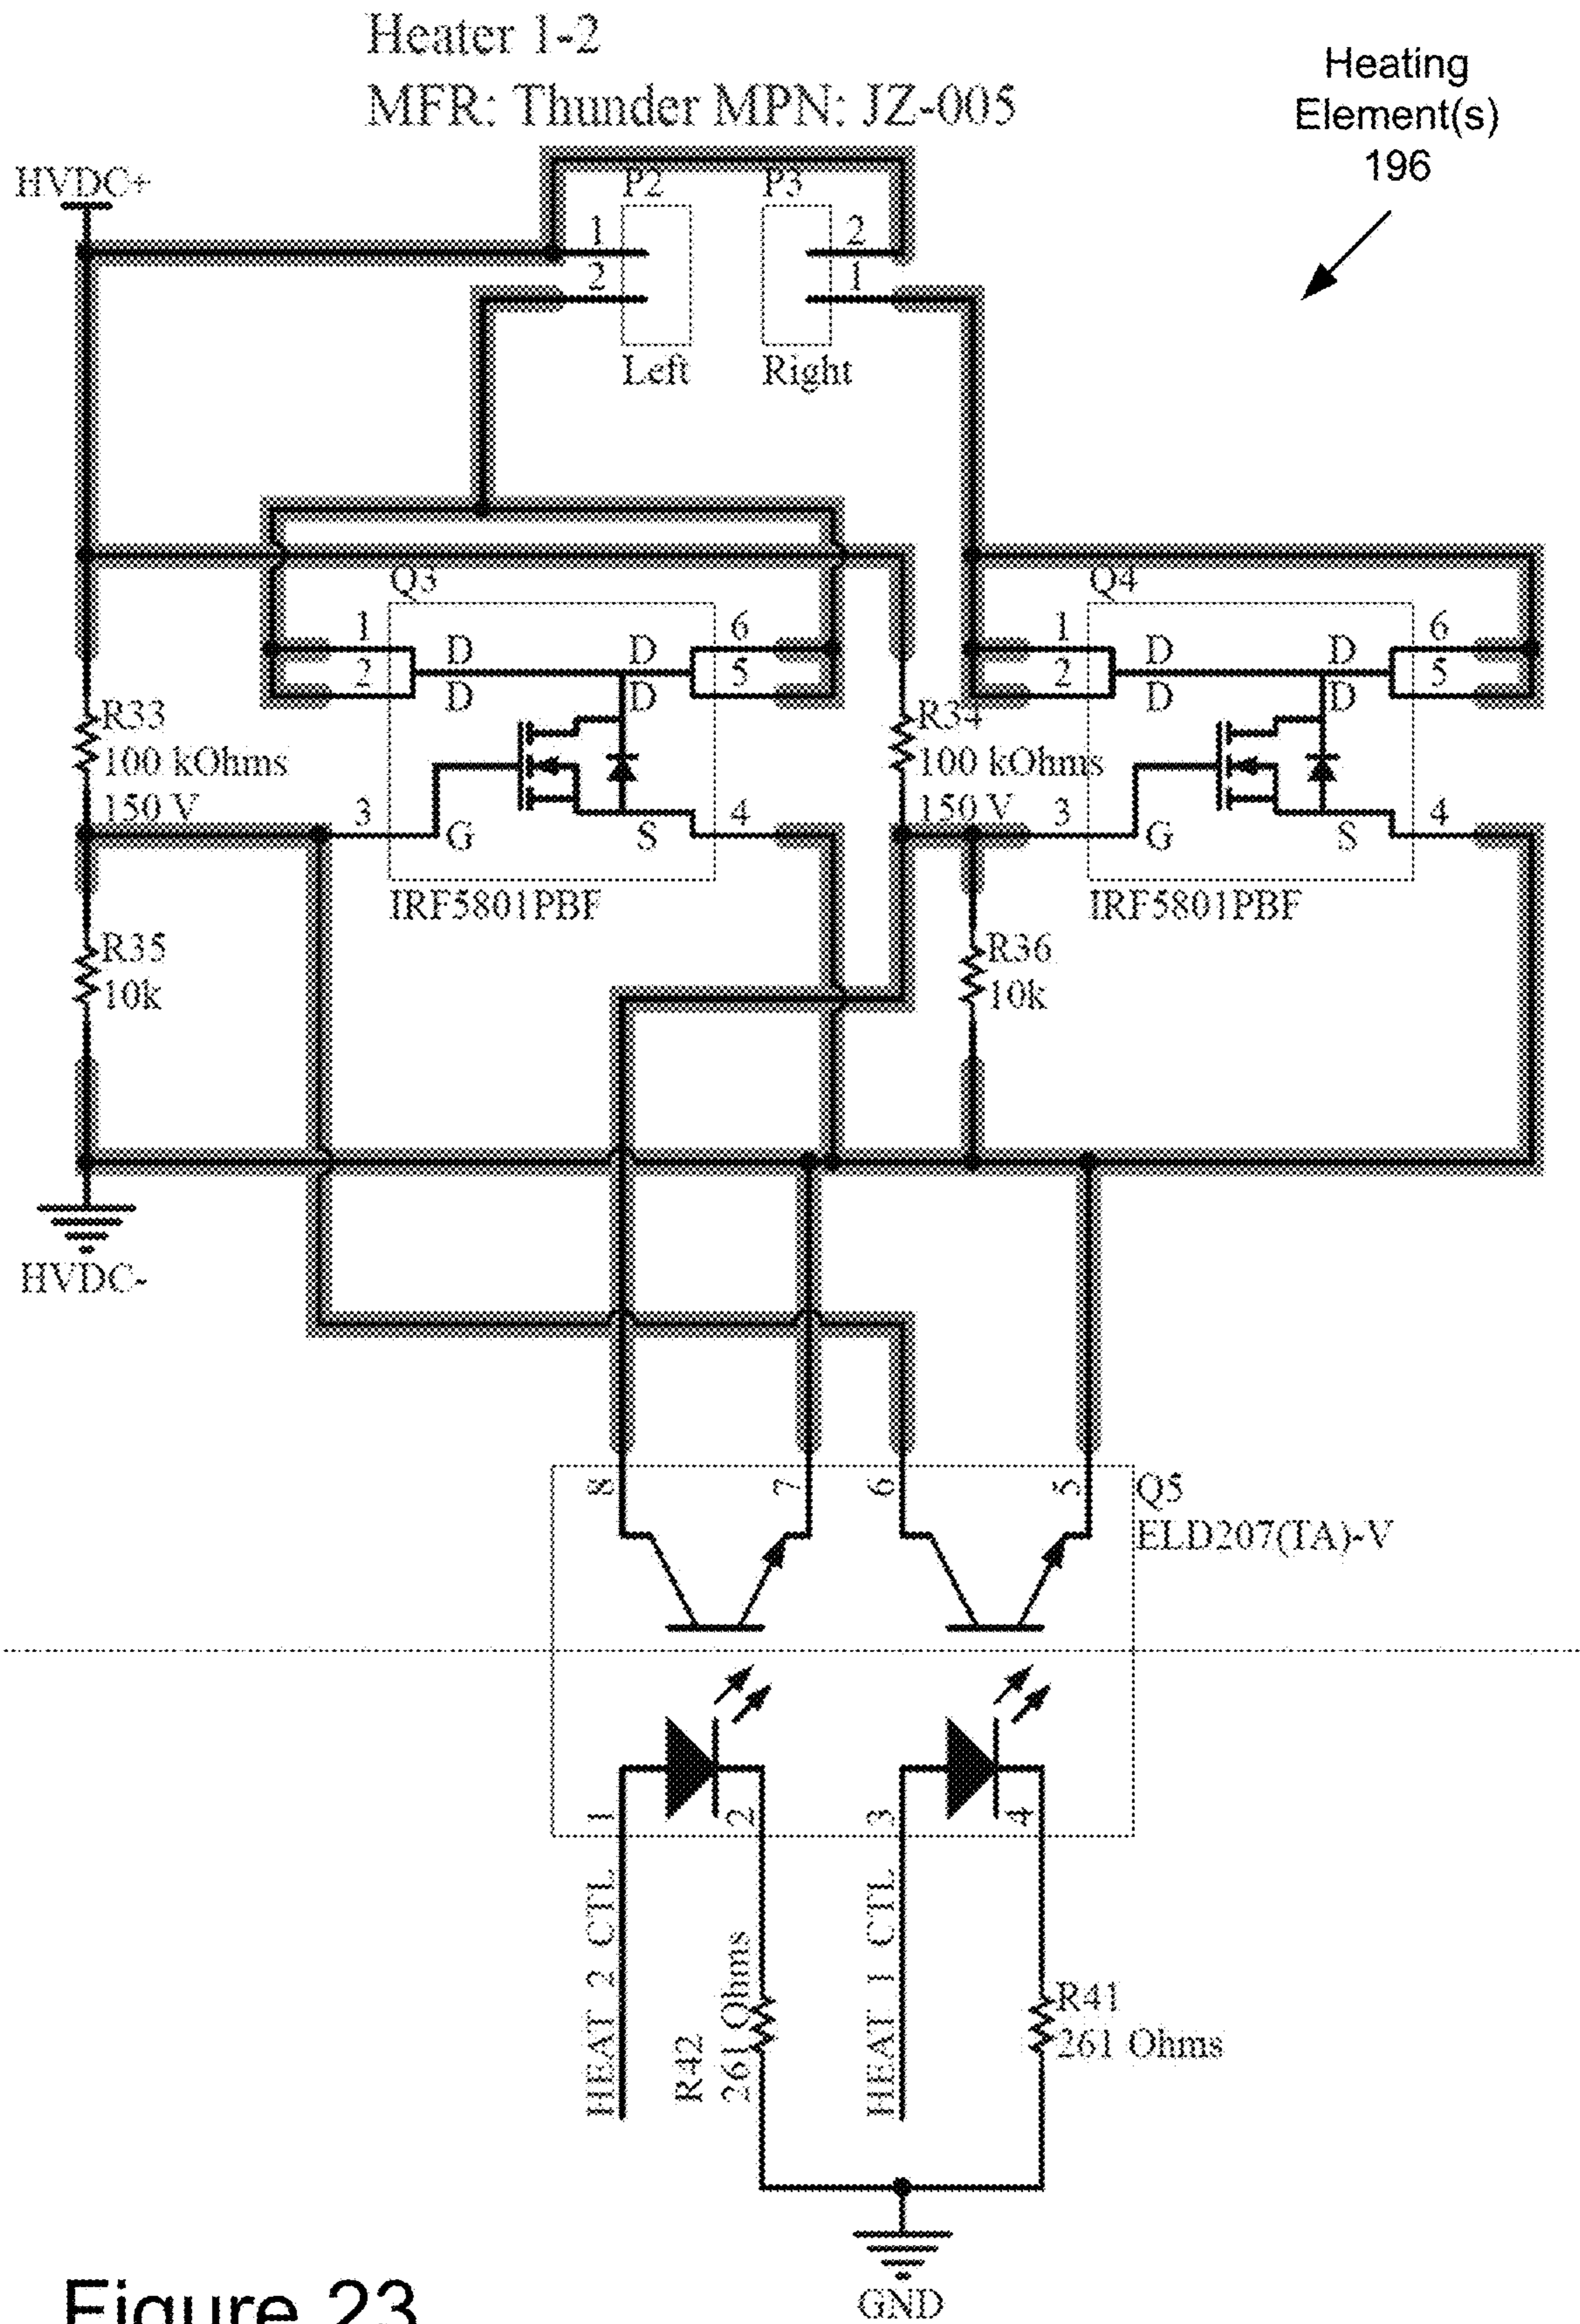 Heater 1-2
MFR: Thunder MPN: JZ-005
Heating
Element(s)
196
HVDC+
P2
P3
1
2
2
1
Left
Right
Q3
Q4
1
2
D
D
D
D
6
5
1
2
D
D
D
D
6
5
R33
100 kOhms
150 V
R34
100 kOhms
150 V
3
G
S
4
3
G
S
4
IRF5801PBF
IRF5801PBF
R35
10k
R36
10k
HVDC-
8
7
6
5
Q5
ELD207(TA)-V
1
2
3
4
HEAT 2 CTL
R42
261 Ohms
HEAT 1 CTL
R41
261 Ohms
GND
Figure 23